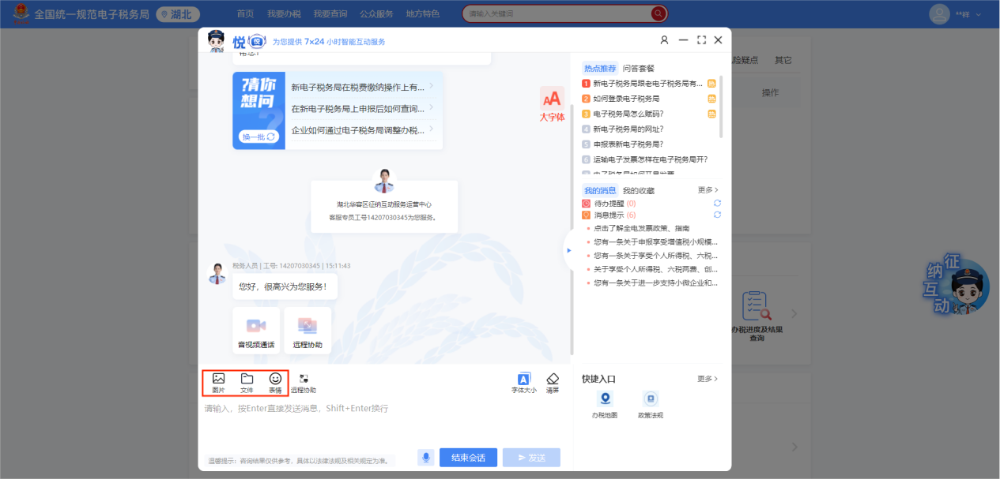 全国统一规范电子税务局
湖北
首页 我要办税 我要查询 公众服务 地方特色
请输入关键词
**样
悦
悦
为您提供 7×24 小时智能互动服务
猜你
想问
换一批
新电子税务局在税费缴纳操作上有...
在新电子税务局上申报后如何查询...
企业如何通过电子税务局调整办税...
AA
大字体
湖北华容区征纳互动服务运营中心
客服专员工号14207030345为您服务。
税务人员 | 工号: 14207030345 | 15:11:43
您好，很高兴为您服务！
音视频通话
远程协助
图片 文件 表情 远程协助
A
字体大小 清屏
请输入，按Enter直接发送消息，Shift+Enter换行
温馨提示：咨询结果仅供参考，具体以法律法规及相关规定为准。
结束会话
发送
热点推荐 问答套餐
1 新电子税务局跟老电子税务局有... 热
2 如何登录电子税务局 热
3 电子税务局怎么赋码? 热
4 新电子税务局的网址?
5 申报表新电子税务局?
6 运输电子发票怎样在电子税务局开?
电子税务局如何开具发票
我的消息 我的收藏 更多
待办提醒 (0)
消息提示 (6)
点击了解全电发票政策、指南
您有一条关于申报享受增值税小规模...
您有一条关于享受个人所得税、六税...
关于享受个人所得税、六税两费、创...
您有一条关于进一步支持小微企业和...
快捷入口 更多
办税地图 政策法规
险疑点 其它
操作
办税进度及结果
查询
征
纳
互
动